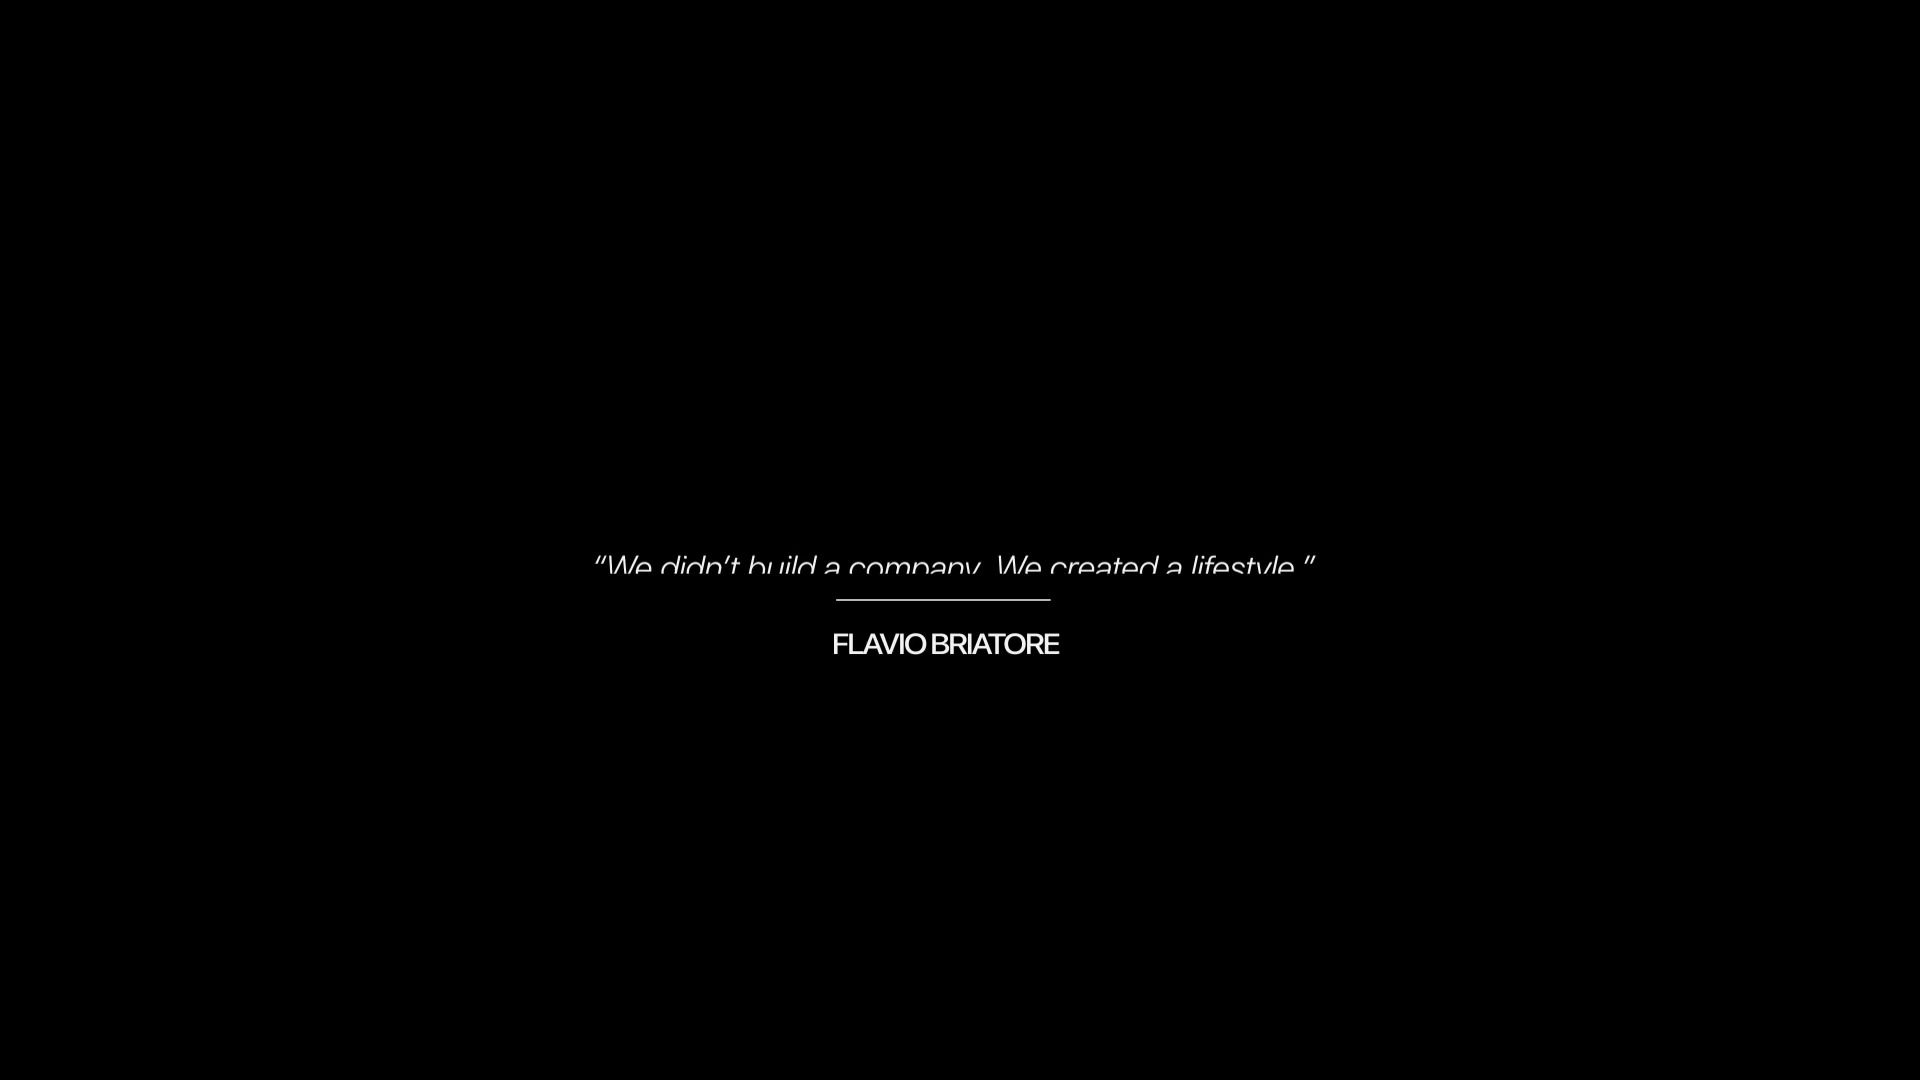 “We didn’t build a company. We created a lifestyle.”
FLAVIO BRIATORE